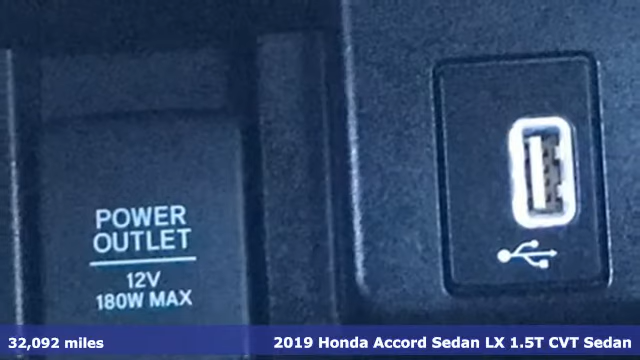 POWER
OUTLET
12V
180W MAX
32,092 miles
2019 Honda Accord Sedan LX 1.5T CVT Sedan